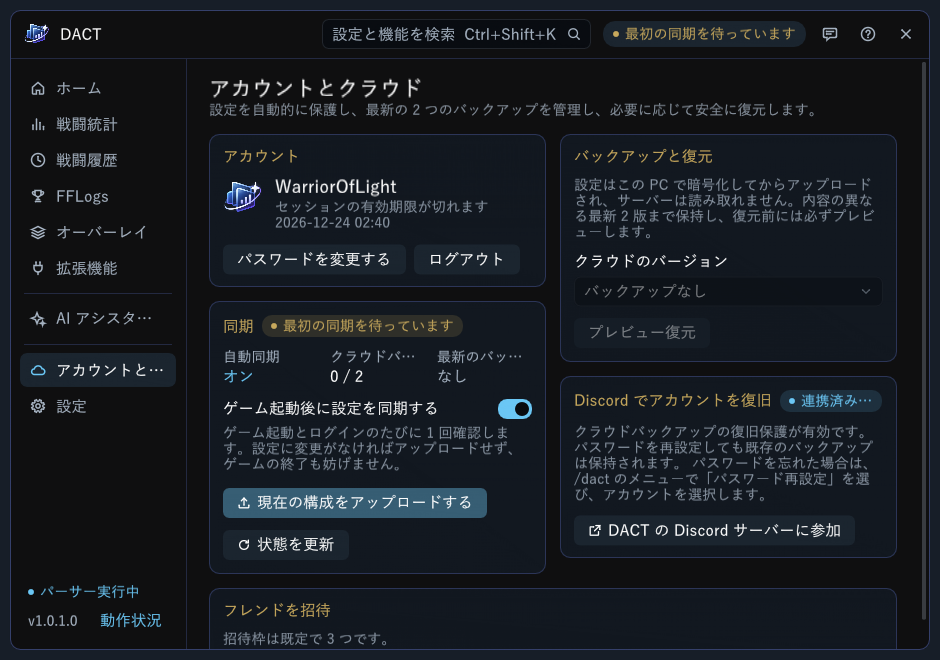 DACT
設定と機能を検索 Ctrl+Shift+K
最初の同期を待っています
ホーム
戦闘統計
戦闘履歴
FFLogs
オーバーレイ
拡張機能
AI アシスタ…
アカウントと…
設定
パーサー実行中
v1.0.1.0 動作状況
アカウントとクラウド
設定を自動的に保護し、最新の 2 つのバックアップを管理し、必要に応じて安全に復元します。
アカウント
WarriorOfLight
セッションの有効期限が切れます
2026-12-24 02:40
パスワードを変更する
ログアウト
同期
最初の同期を待っています
自動同期
オン
クラウドバ…
0 / 2
最新のバッ…
なし
ゲーム起動後に設定を同期する
ゲーム起動とログインのたびに 1 回確認しま
す。設定に変更がなければアップロードせず、
ゲームの終了も妨げません。
現在の構成をアップロードする
状態を更新
バックアップと復元
設定はこの PC で暗号化してからアップロード
され、サーバーは読み取れません。内容の異な
る最新 2 版まで保持し、復元前には必ずプレビ
ューします。
クラウドのバージョン
バックアップなし
プレビュー復元
Discord でアカウントを復旧
連携済み…
クラウドバックアップの復旧保護が有効です。
パスワードを再設定しても既存のバックアップ
は保持されます。 パスワードを忘れた場合は、
/dact のメニューで「パスワード再設定」を選
び、アカウントを選択します。
DACT の Discord サーバーに参加
フレンドを招待
招待枠は既定で 3 つです。